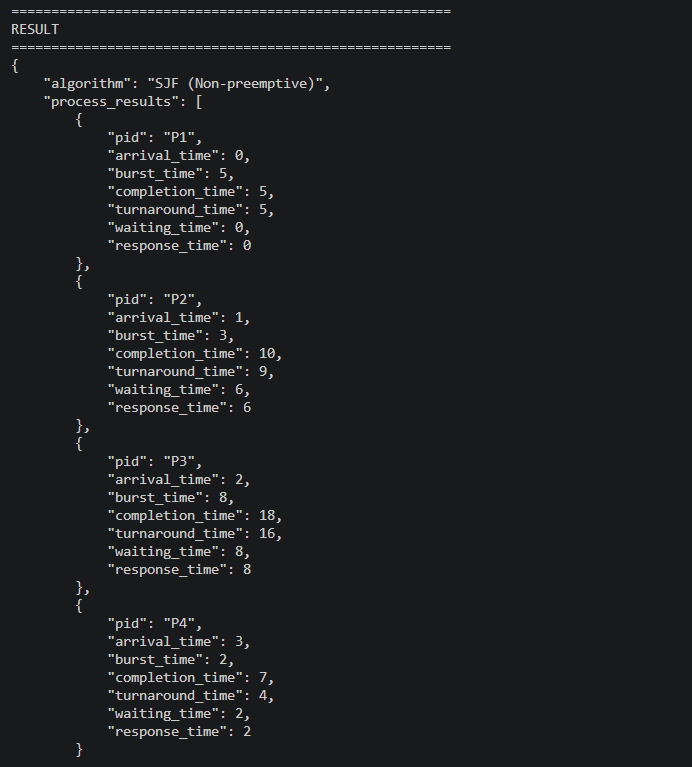 =======================================================
RESULT
=======================================================
{
    "algorithm": "SJF (Non-preemptive)",
    "process_results": [
        {
            "pid": "P1",
            "arrival_time": 0,
            "burst_time": 5,
            "completion_time": 5,
            "turnaround_time": 5,
            "waiting_time": 0,
            "response_time": 0
        },
        {
            "pid": "P2",
            "arrival_time": 1,
            "burst_time": 3,
            "completion_time": 10,
            "turnaround_time": 9,
            "waiting_time": 6,
            "response_time": 6
        },
        {
            "pid": "P3",
            "arrival_time": 2,
            "burst_time": 8,
            "completion_time": 18,
            "turnaround_time": 16,
            "waiting_time": 8,
            "response_time": 8
        },
        {
            "pid": "P4",
            "arrival_time": 3,
            "burst_time": 2,
            "completion_time": 7,
            "turnaround_time": 4,
            "waiting_time": 2,
            "response_time": 2
        }